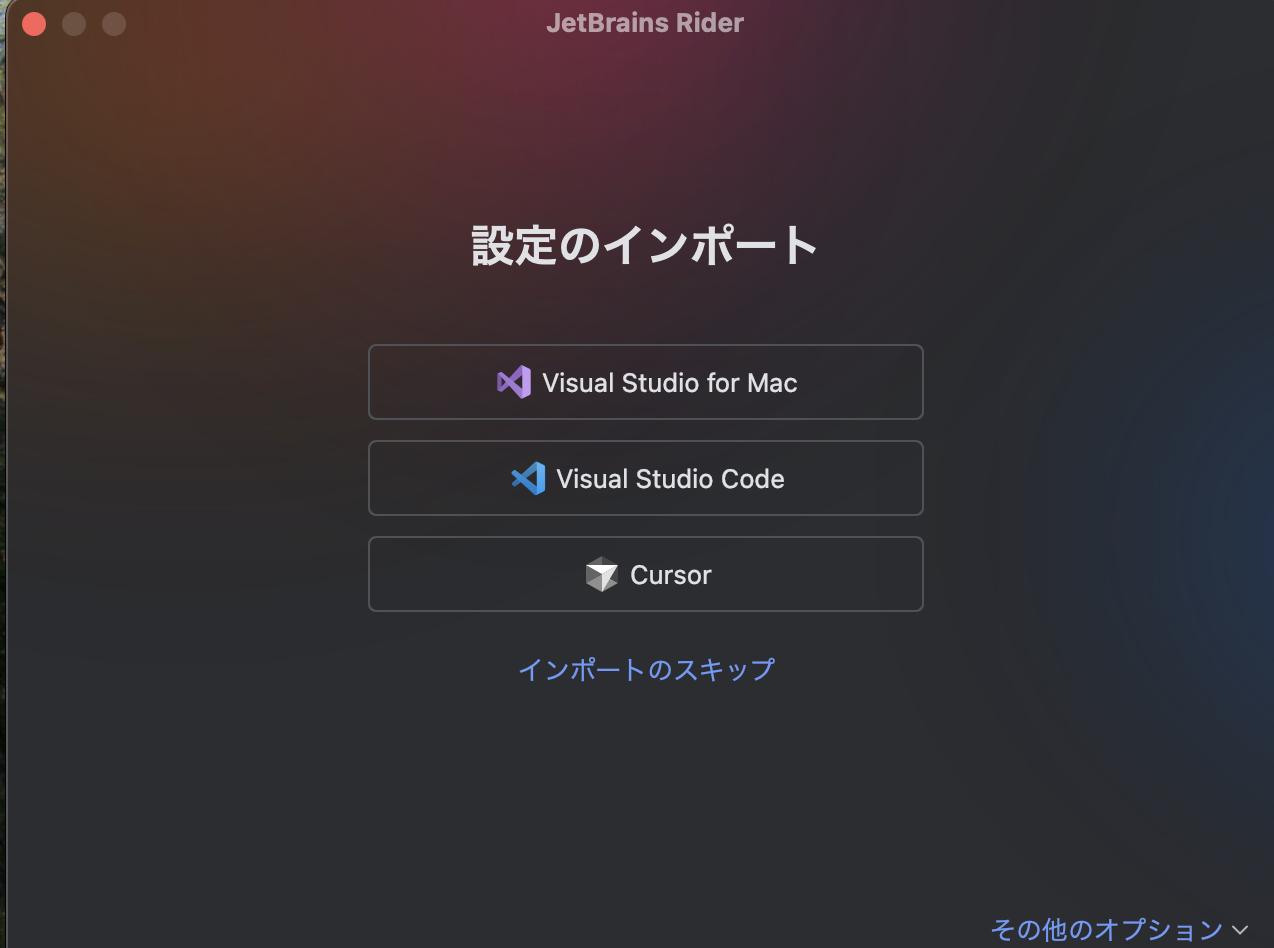 JetBrains Rider
設定のインポート
Visual Studio for Mac
Visual Studio Code
Cursor
インポートのスキップ
その他のオプション